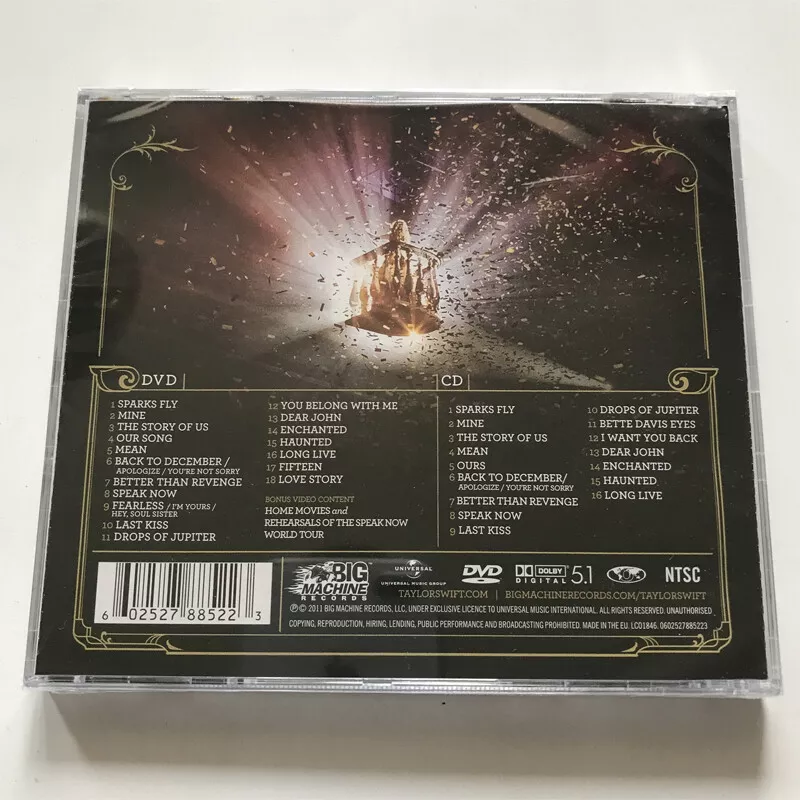 DVD
1 SPARKS FLY
2 MINE
3 THE STORY OF US
4 OUR SONG
5 MEAN
6 BACK TO DECEMBER/
APOLOGIZE / YOU'RE NOT SORRY
7 BETTER THAN REVENGE
8 SPEAK NOW
9 FEARLESS / I'M YOURS /
HEY, SOUL SISTER
10 LAST KISS
11 DROPS OF JUPITER
12 YOU BELONG WITH ME
13 DEAR JOHN
14 ENCHANTED
15 HAUNTED
16 LONG LIVE
17 FIFTEEN
18 LOVE STORY
BONUS VIDEO CONTENT
HOME MOVIES and
REHEARSALS OF THE SPEAK NOW
WORLD TOUR
CD
1 SPARKS FLY
2 MINE
3 THE STORY OF US
4 MEAN
5 OURS
6 BACK TO DECEMBER/
APOLOGIZE / YOU'RE NOT SORRY
7 BETTER THAN REVENGE
8 SPEAK NOW
9 LAST KISS
10 DROPS OF JUPITER
11 BETTE DAVIS EYES
12 I WANT YOU BACK
13 DEAR JOHN
14 ENCHANTED
15 HAUNTED
16 LONG LIVE
6 02527 88522 3
BIG MACHINE RECORDS
UNIVERSAL
UNIVERSAL MUSIC GROUP
DVD
DOLBY
DIGITAL 5.1
NTSC
TAYLORSWIFT.COM | BIGMACHINERECORDS.COM/TAYLORSWIFT
℗ © 2011 BIG MACHINE RECORDS, LLC, UNDER EXCLUSIVE LICENCE TO UNIVERSAL MUSIC INTERNATIONAL. ALL RIGHTS RESERVED. UNAUTHORISED
COPYING, REPRODUCTION, HIRING, LENDING, PUBLIC PERFORMANCE AND BROADCASTING PROHIBITED. MADE IN THE EU. LC01846. 0602527885223